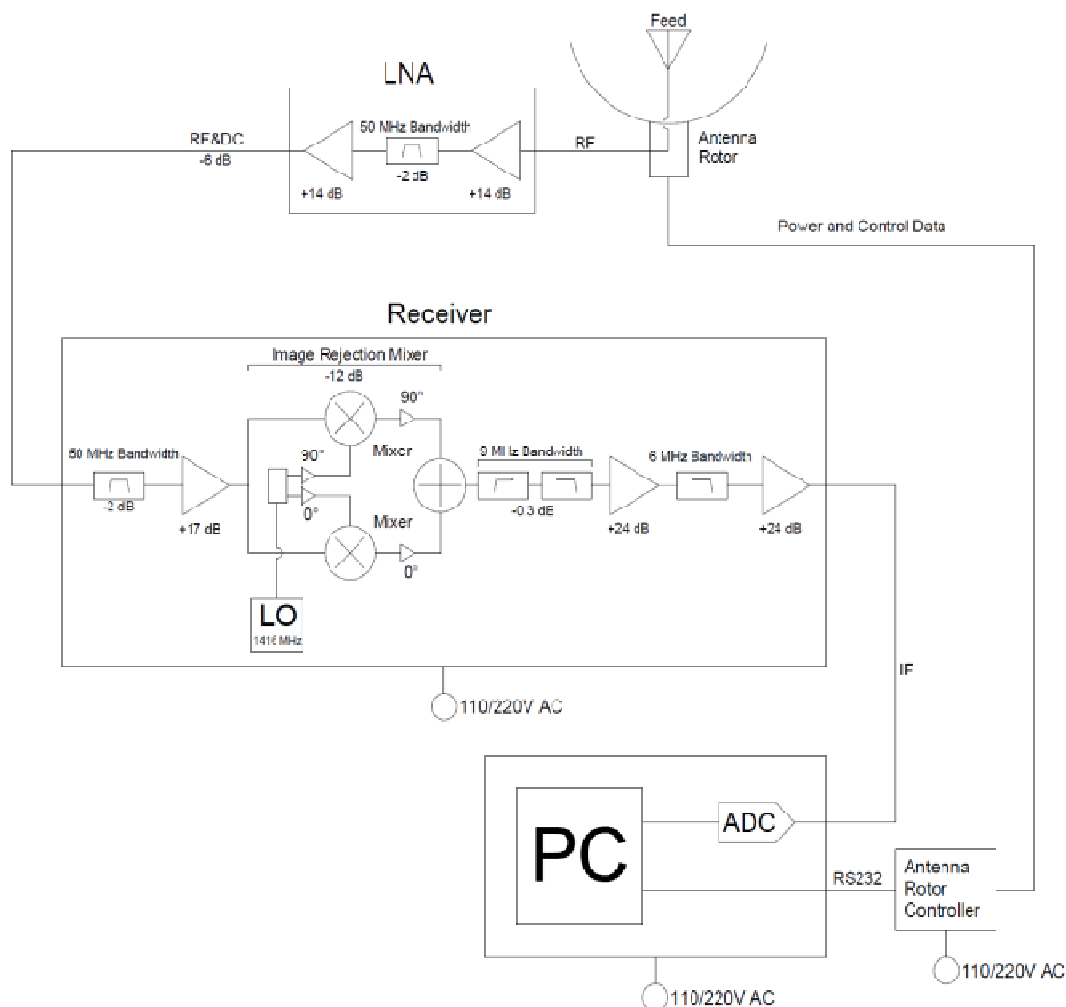 Feed
LNA
50 MHz Bandwidth
RF&DC
-6 dB
RF
Antenna
Rotor
-2 dB
+14 dB
+14 dB
Power and Control Data
Receiver
Image Rejection Mixer
-12 dB
90°
50 MHz Bandwidth
90°
Mixer
9 MHz Bandwidth
6 MHz Bandwidth
-2 dB
0°
-0.3 dB
+17 dB
Mixer
+24 dB
+24 dB
0°
LO
1416 MHz
IF
110/220V AC
PC
ADC
RS232
Antenna
Rotor
Controller
110/220V AC
110/220V AC